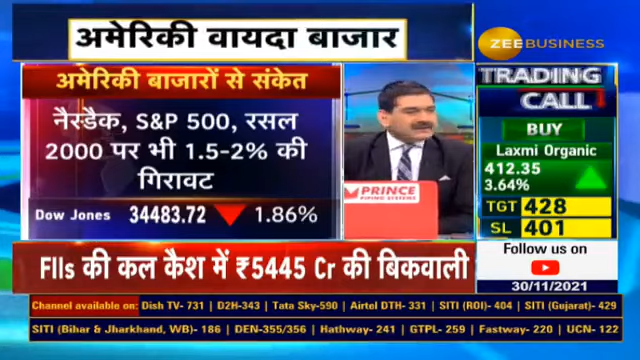 अमेरिकी वायदा बाजार
ZEE BUSINESS
अमेरिकी बाजारों से संकेत
नैस्डैक, S&P 500, रसल
2000 पर भी 1.5-2% की
गिरावट
Dow Jones 34483.72 1.86%
PRINCE
PIPING SYSTEMS
TRADING
CALL
BUY
Laxmi Organic
412.35
3.64%
TGT 428
SL 401
FIIs की कल कैश में ₹5445 Cr की बिकवाली
Follow us on
YouTube
30/11/2021
Channel available on: Dish TV- 731 | D2H-343 | Tata Sky-590 | Airtel DTH- 331 | SITI (ROI)- 404 | SITI (Gujarat)- 429
SITI (Bihar & Jharkhand, WB)- 186 | DEN-355/356 | Hathway- 241 | GTPL- 259 | Fastway- 220 | UCN- 122